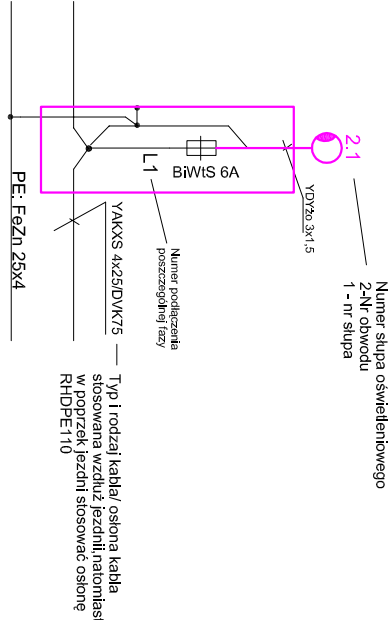 2.1
Numer słupa oświetleniowego
2-Nr obwodu
1 - nr słupa
YDYżo 3x1,5
BiWtS 6A
L1
Numer podłączenia
poszczególnej fazy
YAKXS 4x25/DVK75
Typ i rodzaj kabla/ osłona kabla
stosowana wzdłuż jezdnii,natomiast
w poprzek jezdni stosować osłonę
RHDPE110
PE: FeZn 25x4